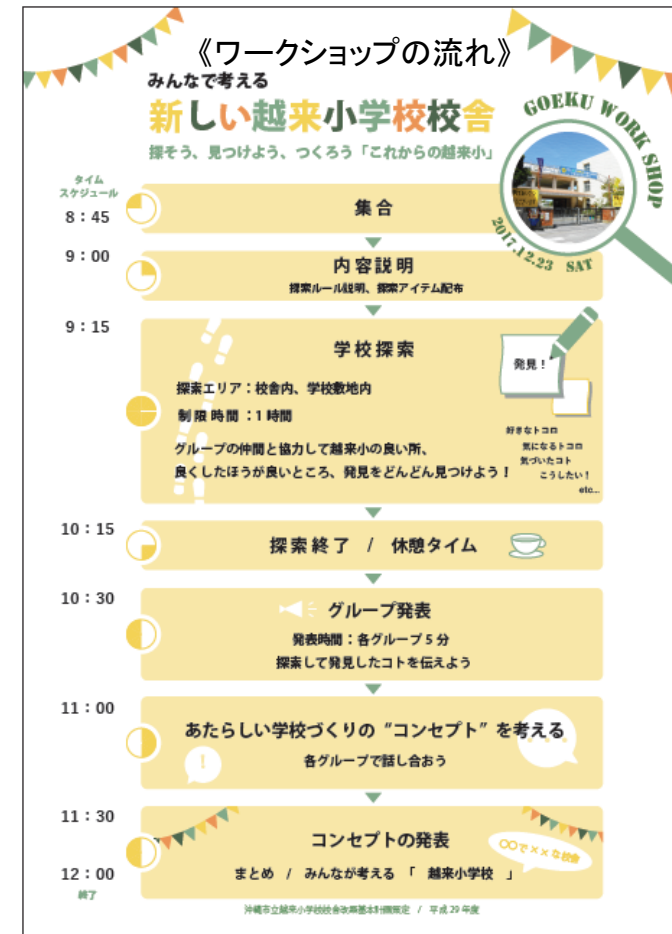 《ワークショップの流れ》
みんなで考える
新しい越来小学校校舎
探そう、見つけよう、つくろう「これからの越来小」
GOEKU WORK SHOP
2017.12.23 SAT
タイム
スケジュール
8：45
集合
9：00
内容説明
探索ルール説明、探索アイテム配布
9：15
学校探索
探索エリア：校舎内、学校敷地内
制限時間：1時間
グループの仲間と協力して越来小の良い所、
良くしたほうが良いところ、発見をどんどん見つけよう！
発見！
好きなトコロ
気になるトコロ
気づいたコト
こうしたい！
etc...
10：15
探索終了 / 休憩タイム
10：30
グループ発表
発表時間：各グループ5分
探索して発見したコトを伝えよう
11：00
あたらしい学校づくりの“コンセプト”を考える
各グループで話し合おう
!
11：30
コンセプトの発表
〇〇で××な校舎
まとめ / みんなが考える 「 越来小学校 」
12：00
終了
沖縄市立越来小学校校舎改築基本計画策定 / 平成29年度